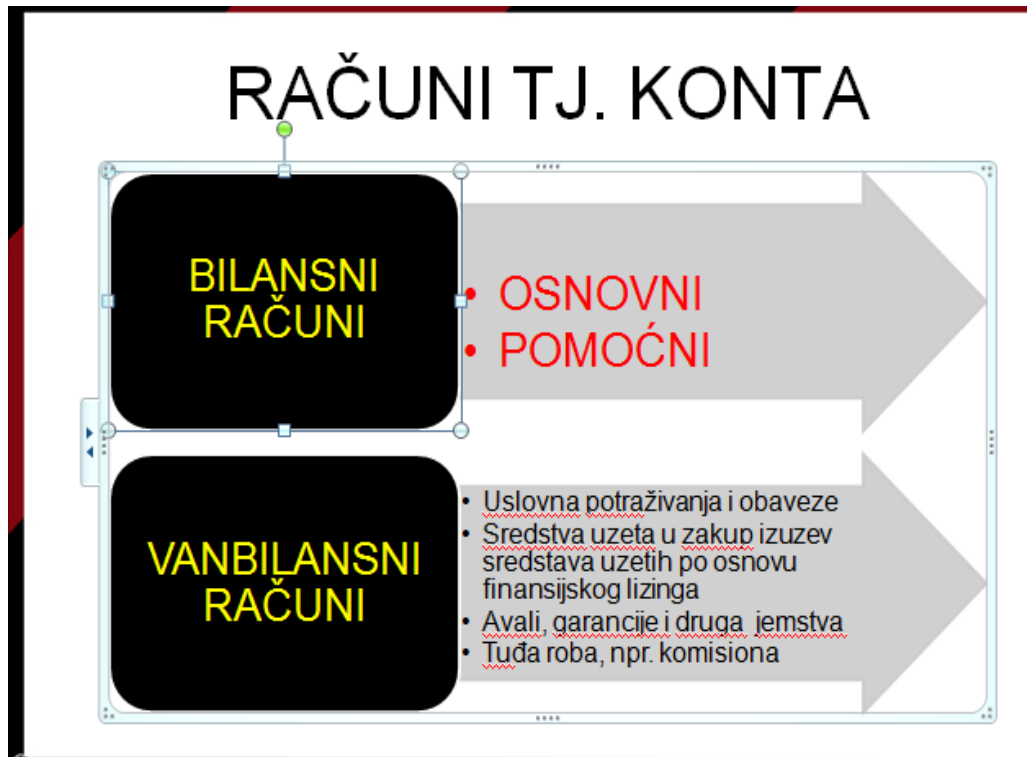 RAČUNI TJ. KONTA
BILANSNI
RAČUNI
• OSNOVNI
• POMOĆNI
VANBILANSNI
RAČUNI
• Uslovna potraživanja i obaveze
• Sredstva uzeta u zakup izuzev
sredstava uzetih po osnovu
finansijskog lizinga
• Avali, garancije i druga jemstva
• Tuđa roba, npr. komisiona